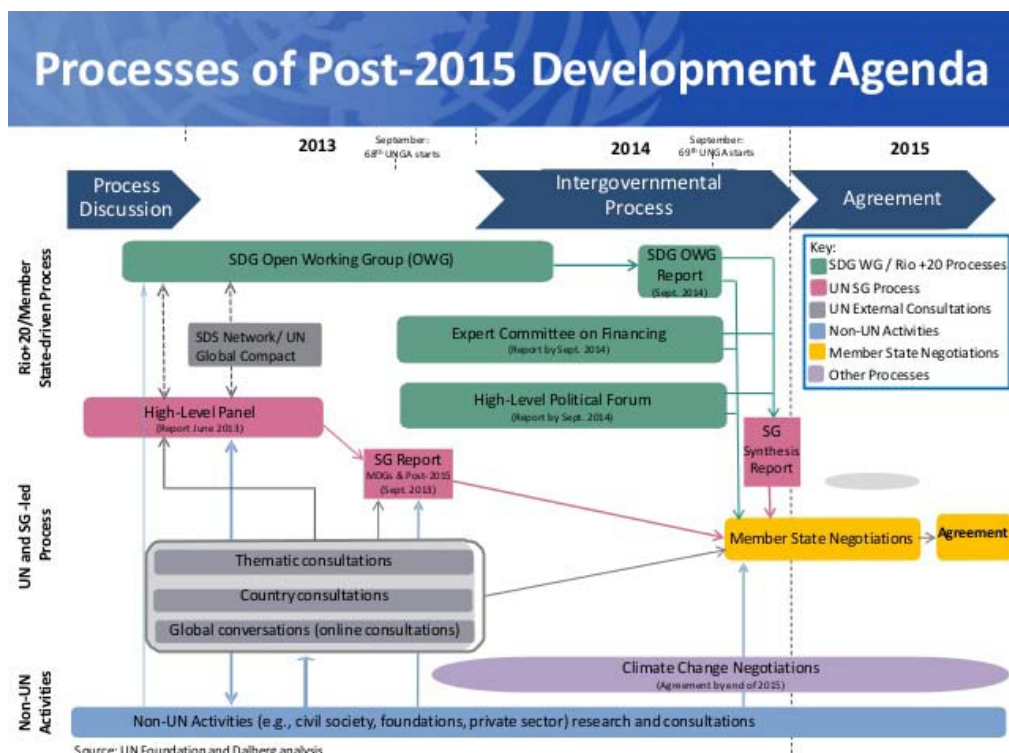 Processes of Post-2015 Development Agenda
2013
September:
68th UNGA starts
2014
September:
69th UNGA starts
2015
Process
Discussion
Intergovernmental
Process
Agreement
Rio+20/Member
State-driven Process
SDG Open Working Group (OWG)
SDG OWG
Report
(Sept. 2014)
Key:
SDG WG / Rio +20 Processes
UN SG Process
UN External Consultations
Non-UN Activities
Member State Negotiations
Other Processes
SDS Network/ UN
Global Compact
Expert Committee on Financing
(Report by Sept. 2014)
High-Level Political Forum
(Report by Sept. 2014)
High-Level Panel
(Report June 2013)
UN and SG -led
Process
SG Report
MDGs & Post-2015
(Sept. 2013)
SG
Synthesis
Report
Member State Negotiations
Agreement
Thematic consultations
Country consultations
Global conversations (online consultations)
Non-UN
Activities
Climate Change Negotiations
(Agreement by end of 2015)
Non-UN Activities (e.g., civil society, foundations, private sector) research and consultations
Source: UN Foundation and Dalberg analysis